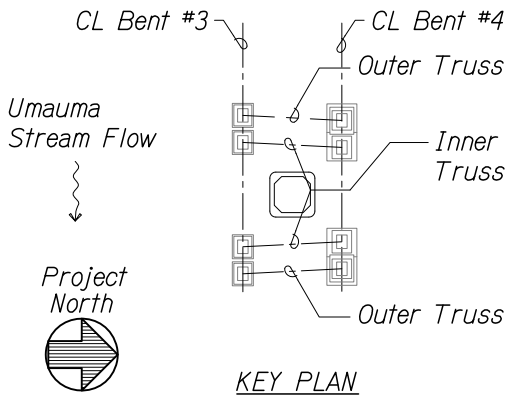 CL Bent #3
CL Bent #4
Outer Truss
Umauma
Stream Flow
Inner
Truss
Project
North
Outer Truss
KEY PLAN